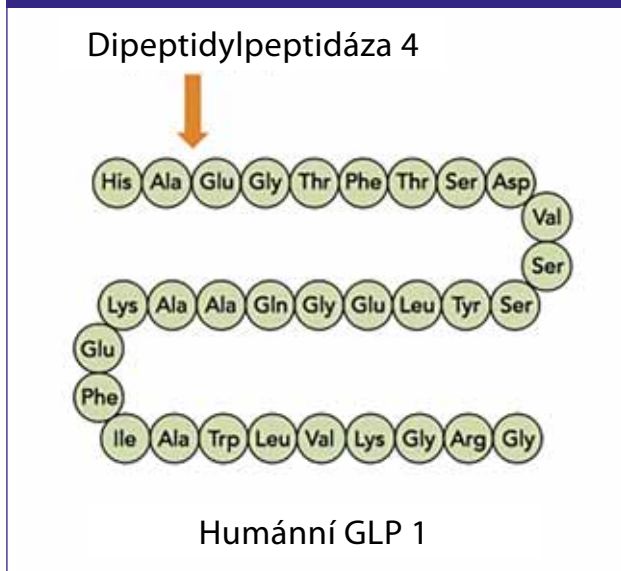 Dipeptidylpeptidáza 4
His Ala Glu Gly Thr Phe Thr Ser Asp
Val
Ser
Lys Ala Ala Gln Gly Glu Leu Tyr Ser
Glu
Phe
Ile Ala Trp Leu Val Lys Gly Arg Gly
Humánní GLP 1